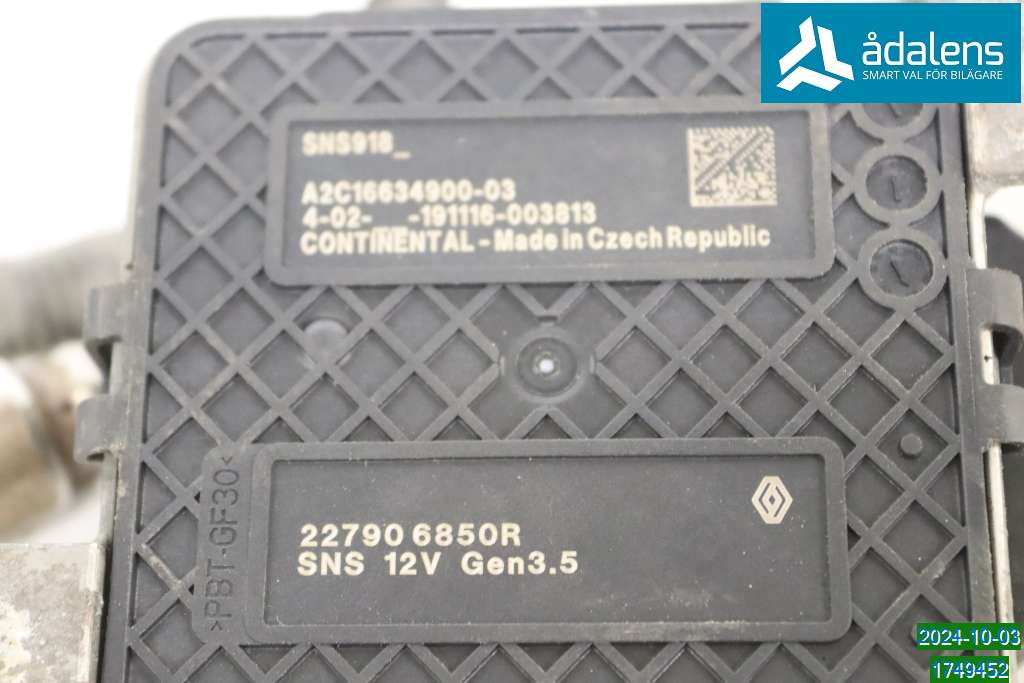 ådalens
SMART VAL FÖR BILÄGARE
SNS918_
A2C16634900-03
4-02-   -191116-003813
CONTINENTAL - Made in Czech Republic
>PBT-GF30<
22790 6850R
SNS 12V Gen3.5
2024-10-03
1749452